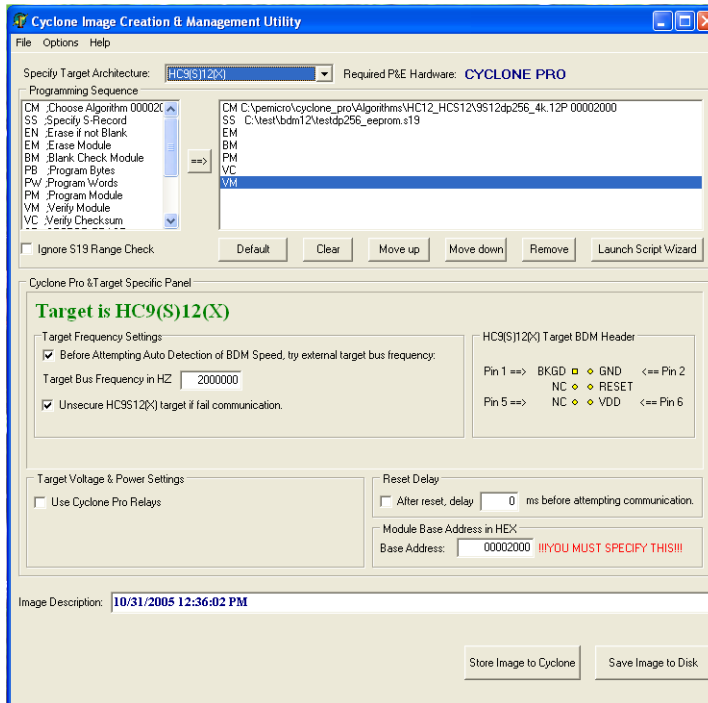 Cyclone Image Creation & Management Utility
File Options Help
Specify Target Architecture: HC9(S)12(X) Required P&E Hardware: CYCLONE PRO
Programming Sequence
CM ;Choose Algorithm 00002
SS ;Specify S-Record
EN ;Erase if not Blank
EM ;Erase Module
BM ;Blank Check Module
PB ;Program Bytes
PW ;Program Words
PM ;Program Module
VM ;Verify Module
VC ;Verify Checksum
==>
CM C:\pemicro\cyclone_pro\Algorithms\HC12_HCS12\9S12dp256_4k.12P 00002000
SS C:\test\bdm12\testdp256_eeprom.s19
EM
BM
PM
VC
VM
Ignore S19 Range Check
Default Clear Move up Move down Remove Launch Script Wizard
Cyclone Pro &Target Specific Panel
Target is HC9(S)12(X)
Target Frequency Settings
Before Attempting Auto Detection of BDM Speed, try external target bus frequency:
Target Bus Frequency in HZ 2000000
Unsecure HC9S12(X) target if fail communication.
HC9(S)12(X) Target BDM Header
Pin 1 ==> BKGD GND <== Pin 2
NC RESET
Pin 5 ==> NC VDD <== Pin 6
Target Voltage & Power Settings
Use Cyclone Pro Relays
Reset Delay
After reset, delay 0 ms before attempting communication.
Module Base Address in HEX
Base Address: 00002000 !!!YOU MUST SPECIFY THIS!!!
Image Description: 10/31/2005 12:36:02 PM
Store Image to Cyclone Save Image to Disk